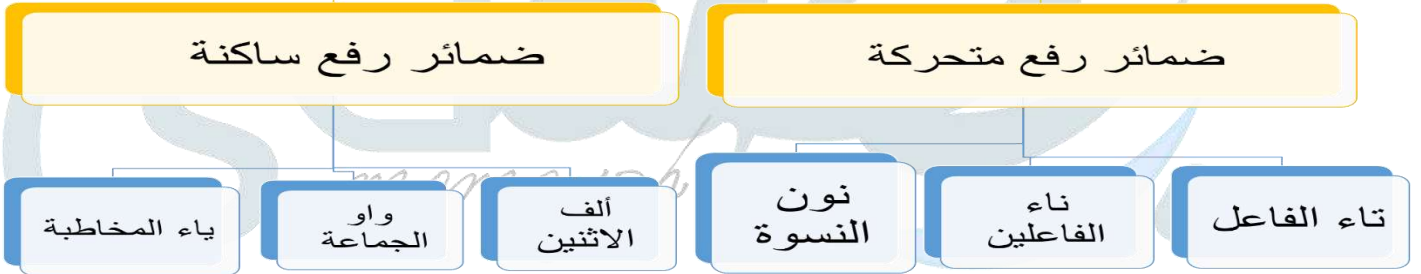 ضمائر رفع متحركة
ضمائر رفع ساكنة
تاء الفاعل
ناء
الفاعلين
نون
النسوة
ألف
الاثنين
واو
الجماعة
ياء المخاطبة